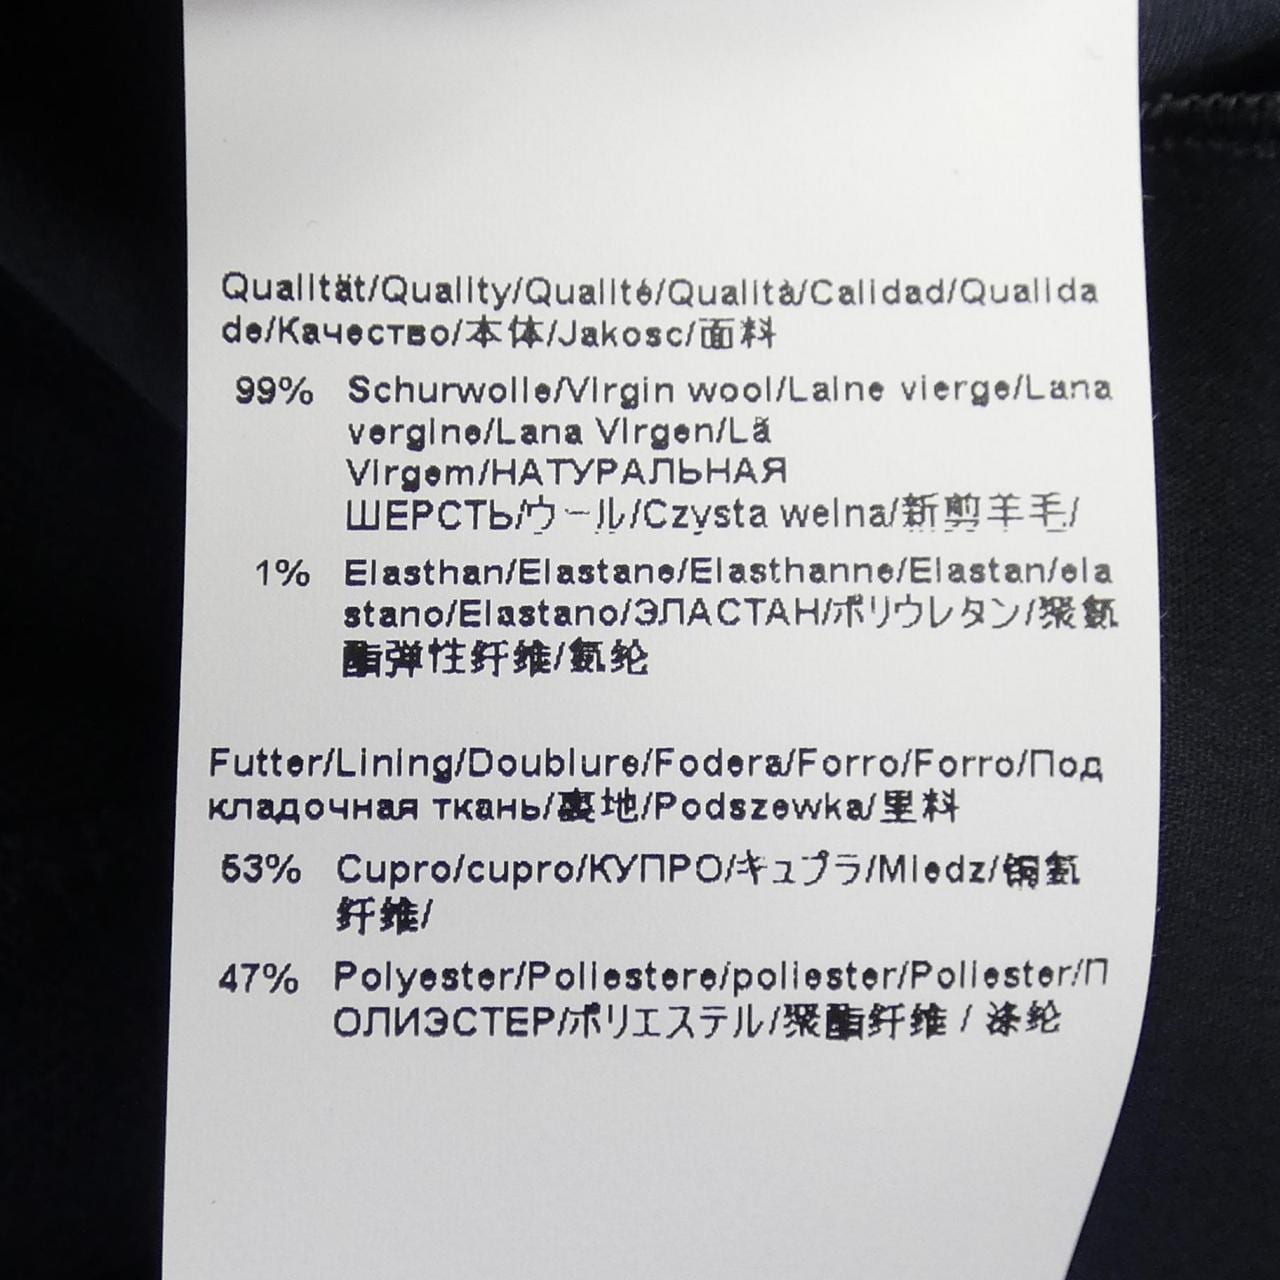 Qualität/Quality/Qualité/Qualità/Calidad/Qualida
de/Качество/本体/Jakosc/面料
99% Schurwolle/Virgin wool/Laine vierge/Lana
vergine/Lana Virgen/Lã
Virgem/НАТУРАЛЬНАЯ
ШЕРСТЬ/ウール/Czysta welna/新剪羊毛/
1% Elasthan/Elastane/Elasthanne/Elastan/ela
stano/Elastano/ЭЛАСТАН/ポリウレタン/聚氨
酯弹性纤维/氨纶
Futter/Lining/Doublure/Fodera/Forro/Forro/Под
кладочная ткань/裏地/Podszewka/里料
53% Cupro/cupro/КУПРО/キュプラ/Miedz/铜氨
纤维/
47% Polyester/Poliestere/poliester/Poliester/П
ОЛИЭСТЕР/ポリエステル/聚酯纤维 / 涤纶